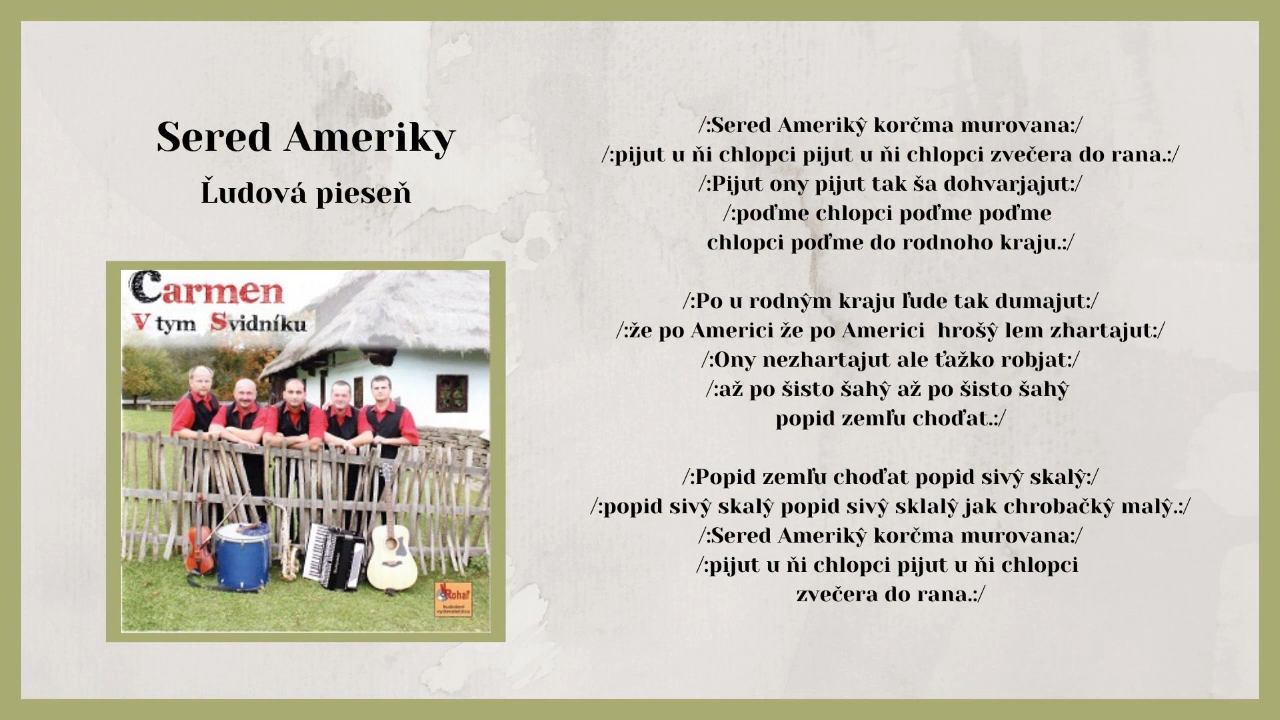 Sered Ameriky
Ľudová pieseň
Carmen
V tym Svidníku
Rohaľ
hudobné
vydavateľstvo
/:Sered Amerikŷ korčma murovana:/
/:pijut u ňi chlopci pijut u ňi chlopci zvečera do rana.:/
/:Pijut ony pijut tak ša dohvarjajut:/
/:poďme chlopci poďme poďme
chlopci poďme do rodnoho kraju.:/
/:Po u rodnŷm kraju ľude tak dumajut:/
/:že po Americi že po Americi  hrošŷ lem zhartajut:/
/:Ony nezhartajut ale ťažko robjat:/
/:až po šisto šahŷ až po šisto šahŷ
popid zemľu choďat.:/
/:Popid zemľu choďat popid sivŷ skalŷ:/
/:popid sivŷ skalŷ popid sivŷ sklalŷ jak chrobačkŷ malŷ.:/
/:Sered Amerikŷ korčma murovana:/
/:pijut u ňi chlopci pijut u ňi chlopci
zvečera do rana.:/